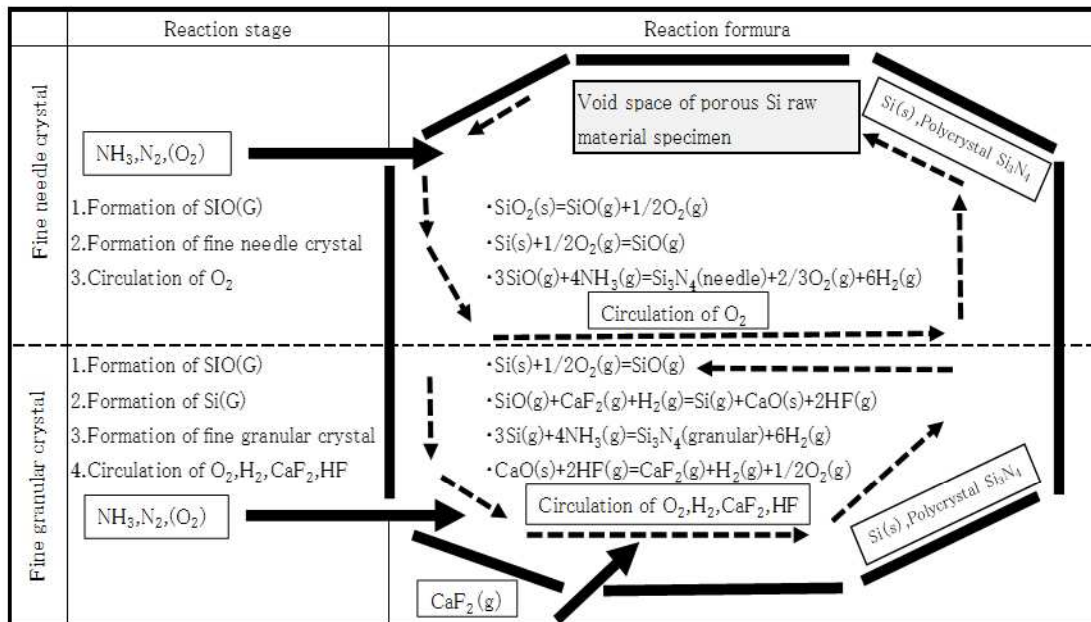 Reaction stage
Reaction formura
Fine needle crystal
NH₃,N₂,(O₂)
1.Formation of SIO(G)
2.Formation of fine needle crystal
3.Circulation of O₂
Void space of porous Si raw
material specimen
Si(s),Polycrystal Si₃N₄
・SiO₂(s)=SiO(g)+1/2O₂(g)
・Si(s)+1/2O₂(g)=SiO(g)
・3SiO(g)+4NH₃(g)=Si₃N₄(needle)+2/3O₂(g)+6H₂(g)
Circulation of O₂
Fine granular crystal
1.Formation of SIO(G)
2.Formation of Si(G)
3.Formation of fine granular crystal
4.Circulation of O₂,H₂,CaF₂,HF
NH₃,N₂,(O₂)
・Si(s)+1/2O₂(g)=SiO(g)
・SiO(g)+CaF₂(g)+H₂(g)=Si(g)+CaO(s)+2HF(g)
・3Si(g)+4NH₃(g)=Si₃N₄(granular)+6H₂(g)
・CaO(s)+2HF(g)=CaF₂(g)+H₂(g)+1/2O₂(g)
Circulation of O₂,H₂,CaF₂,HF
Si(s),Polycrystal Si₃N₄
CaF₂(g)